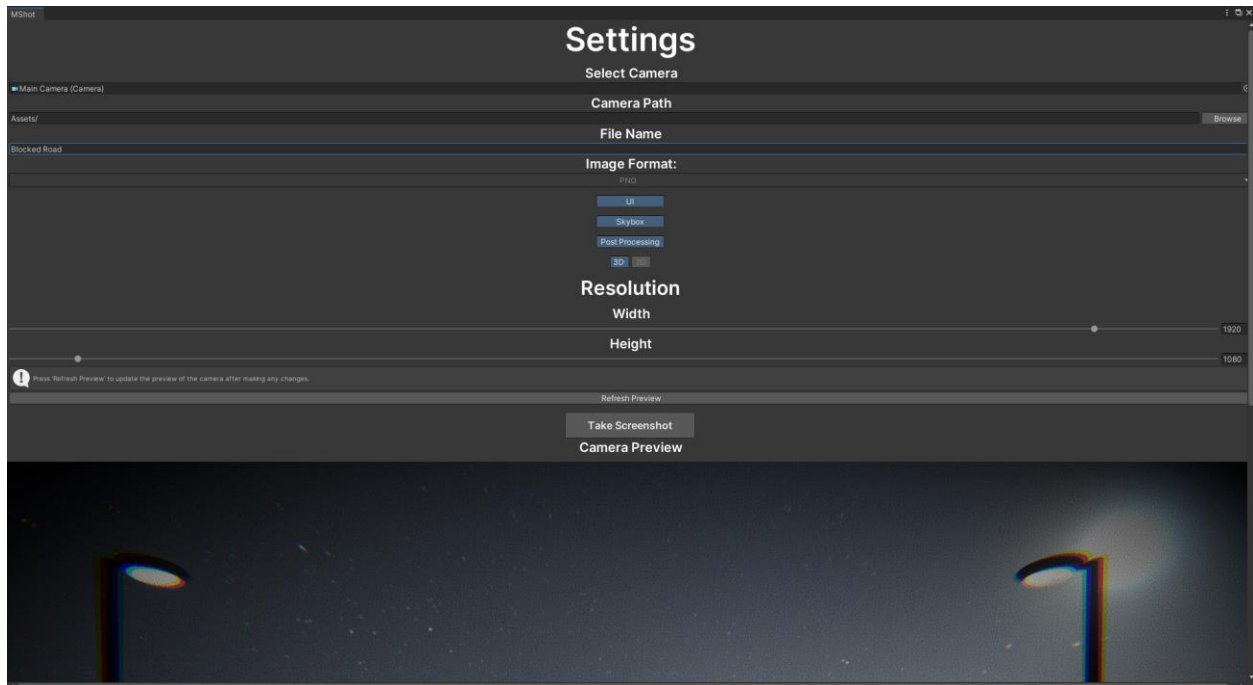 MShot
Settings
Select Camera
Main Camera (Camera)
Camera Path
Assets/
Browse
File Name
Blocked Road
Image Format:
PNG
UI
Skybox
Post Processing
3D 2D
Resolution
Width
1920
Height
1080
Press 'Refresh Preview' to update the preview of the camera after making any changes.
Refresh Preview
Take Screenshot
Camera Preview